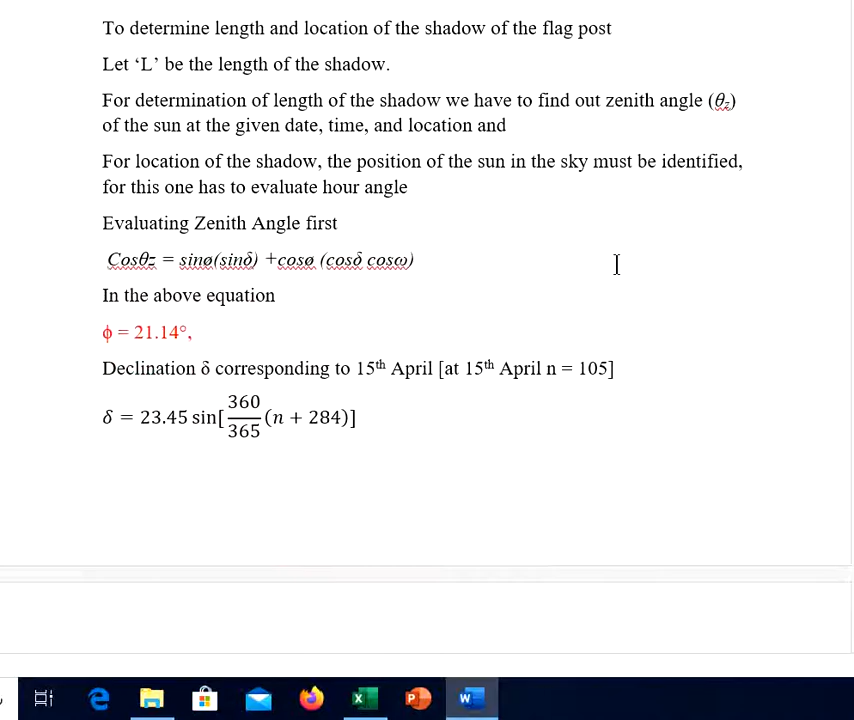 To determine length and location of the shadow of the flag post
Let ‘L’ be the length of the shadow.
For determination of length of the shadow we have to find out zenith angle (θz)
of the sun at the given date, time, and location and
For location of the shadow, the position of the sun in the sky must be identified,
for this one has to evaluate hour angle
Evaluating Zenith Angle first
Cosθz = sinø(sinδ) +cosø (cosδ cosω)
In the above equation
ϕ = 21.14°,
Declination δ corresponding to 15th April [at 15th April n = 105]
δ = 23.45 sin[360/365 (n + 284)]